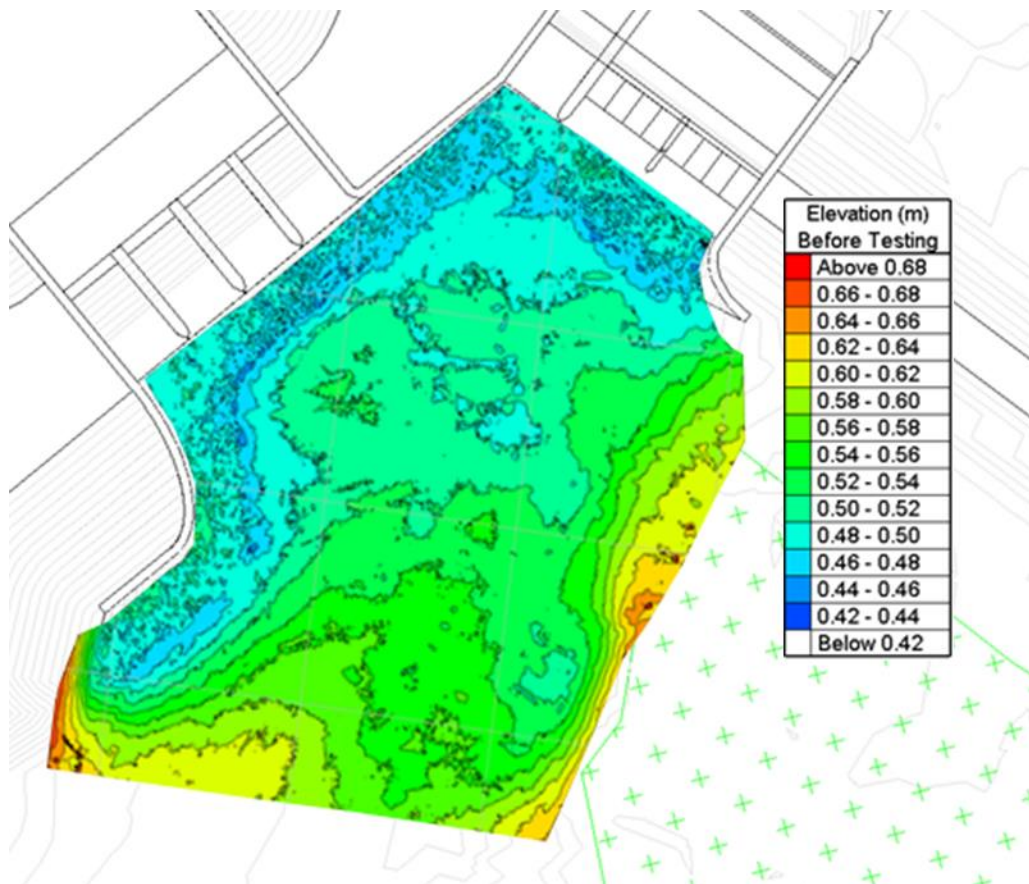 Elevation (m)
Before Testing
Above 0.68
0.66 - 0.68
0.64 - 0.66
0.62 - 0.64
0.60 - 0.62
0.58 - 0.60
0.56 - 0.58
0.54 - 0.56
0.52 - 0.54
0.50 - 0.52
0.48 - 0.50
0.46 - 0.48
0.44 - 0.46
0.42 - 0.44
Below 0.42